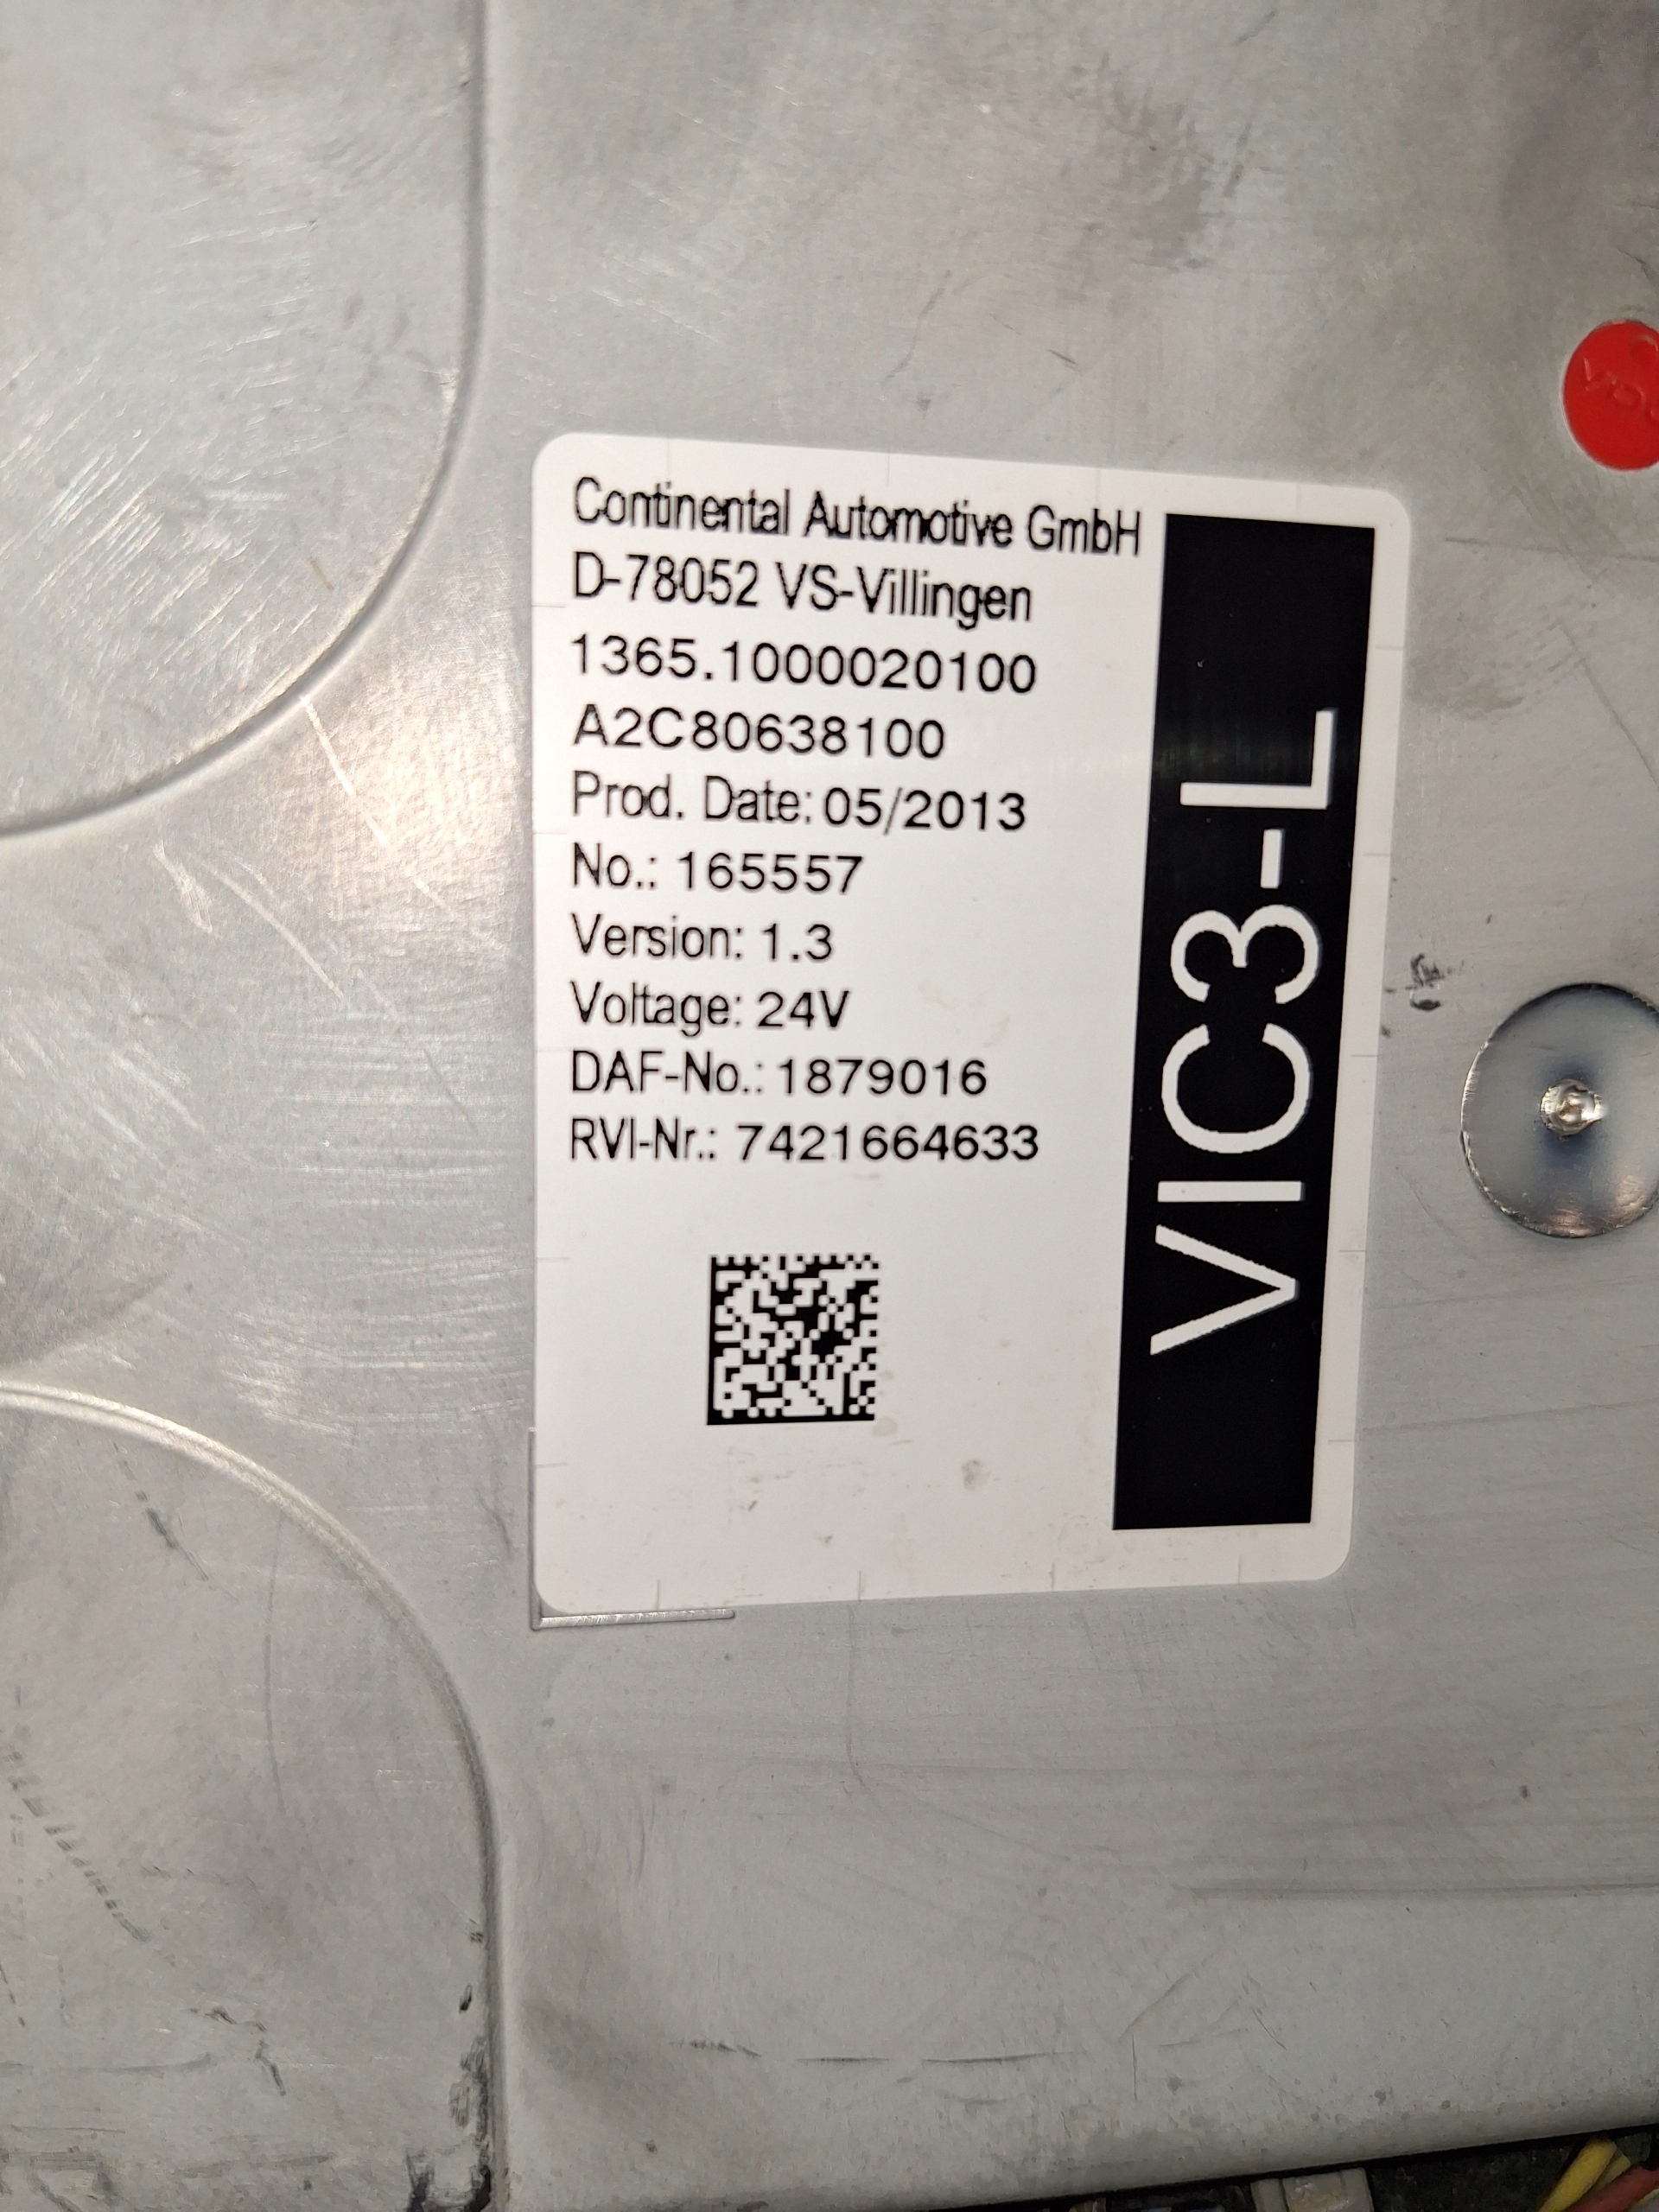 Continental Automotive GmbH
D-78052 VS-Villingen
1365.1000020100
A2C80638100
Prod. Date: 05/2013
No.: 165557
Version: 1.3
Voltage: 24V
DAF-No.: 1879016
RVI-Nr.: 7421664633
VIC3-L